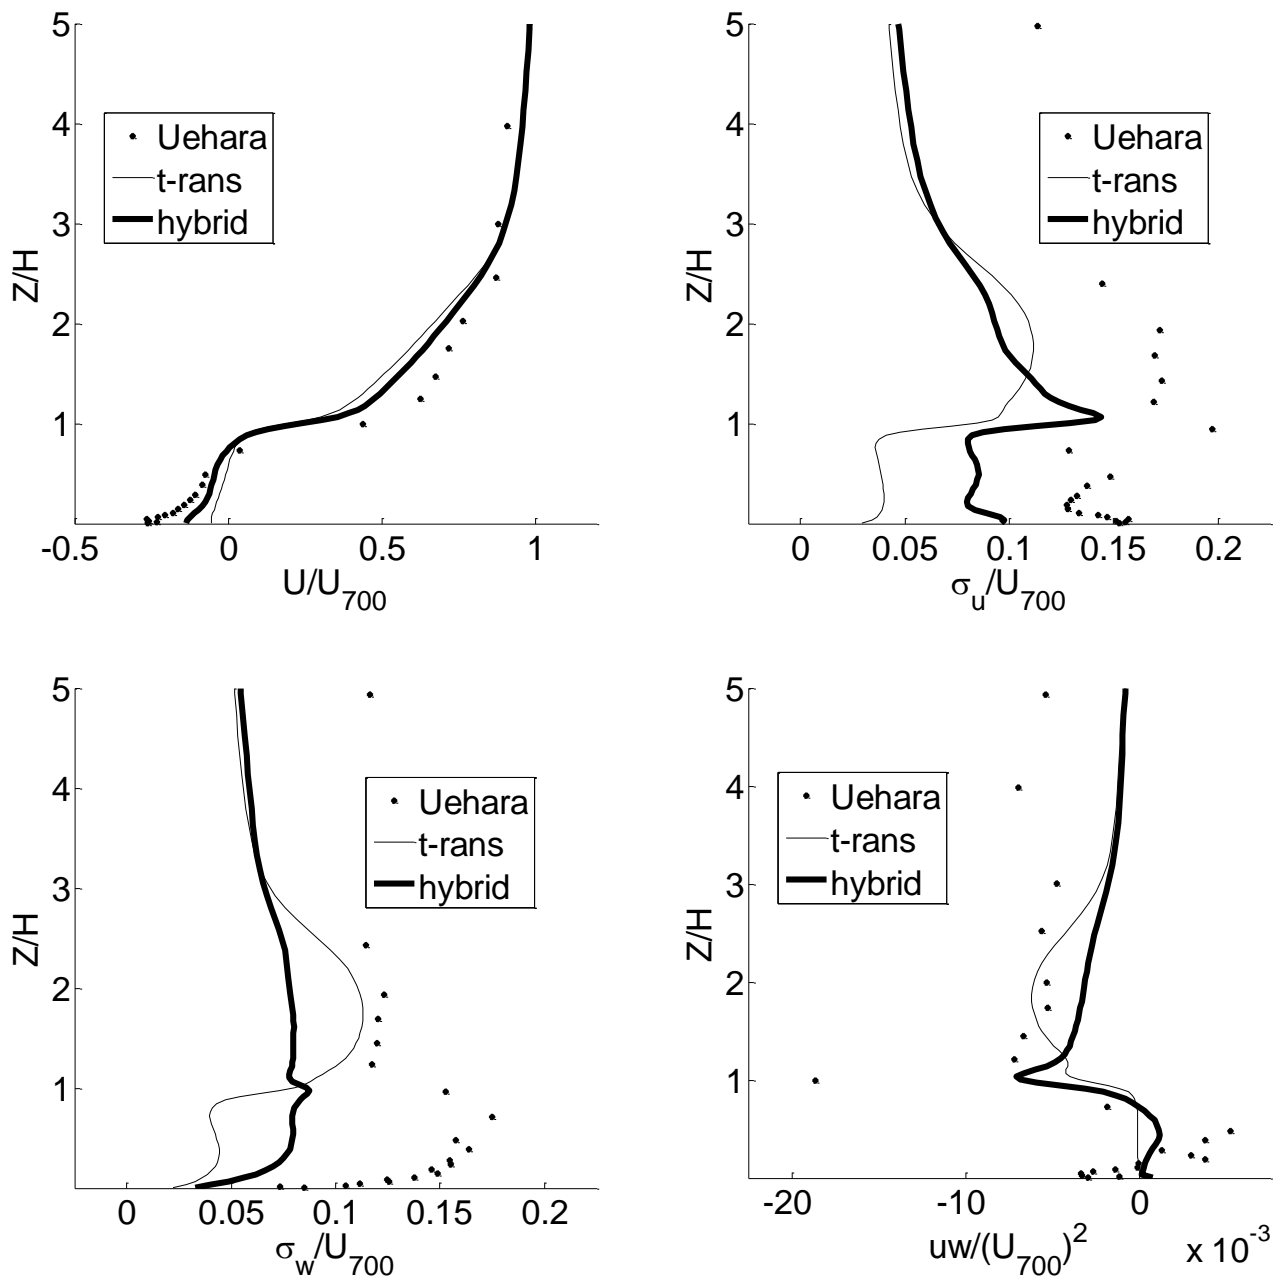 5
4
3
2
1
Z/H
Uehara
t-rans
hybrid
-0.5 0 0.5 1
U/U700
5
4
3
2
1
Z/H
Uehara
t-rans
hybrid
0 0.05 0.1 0.15 0.2
σu/U700
5
4
3
2
1
Z/H
Uehara
t-rans
hybrid
0 0.05 0.1 0.15 0.2
σw/U700
5
4
3
2
1
Z/H
Uehara
t-rans
hybrid
-20 -10 0
uw/(U700)² x 10⁻³